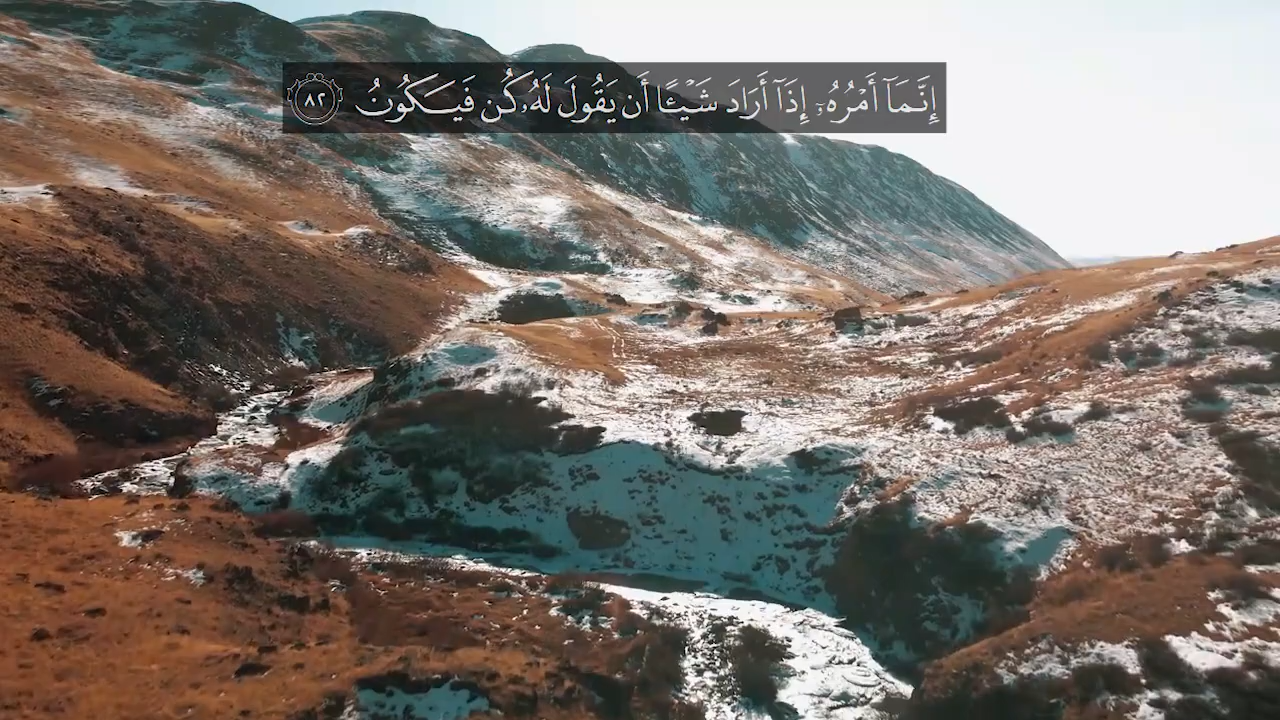 إِنَّمَآ أَمْرُهُۥٓ إِذَآ أَرَادَ شَيْـًٔا أَن يَقُولَ لَهُۥ كُن فَيَكُونُ ٨٢